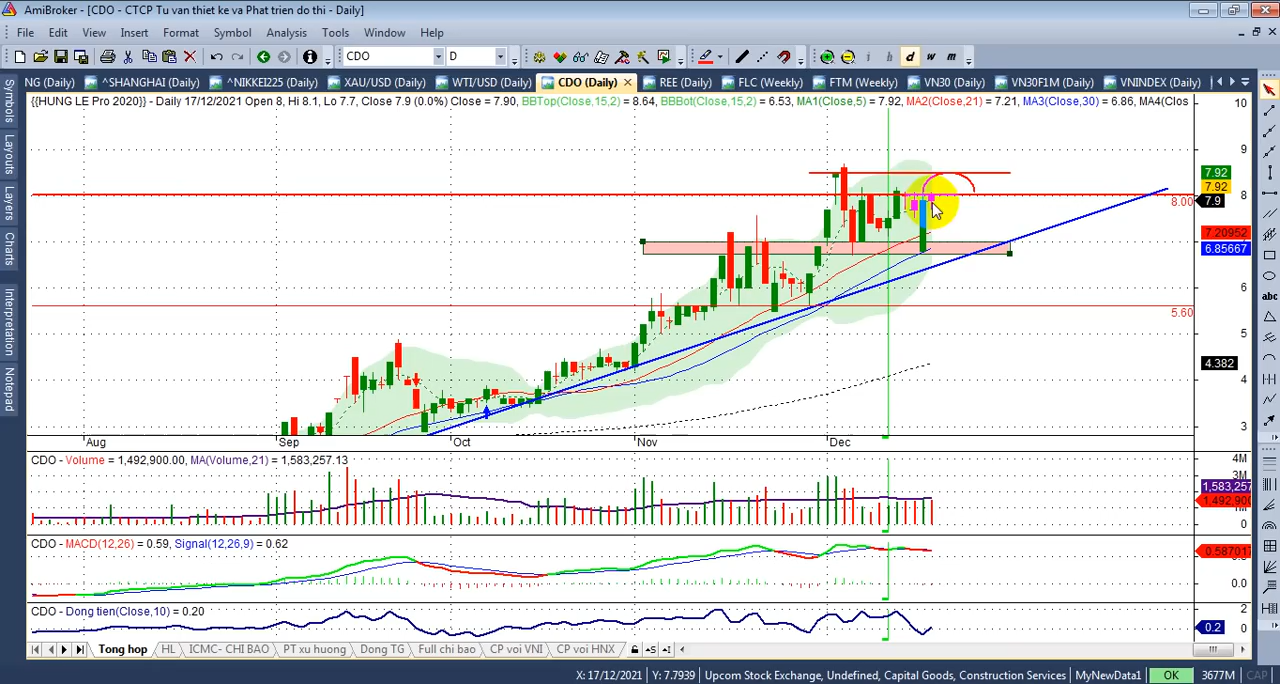 AmiBroker - [CDO - CTCP Tu van thiet ke va Phat trien do thi - Daily]
File Edit View Insert Format Symbol Analysis Tools Window Help
CDO D d w m
NG (Daily) ^SHANGHAI (Daily) ^NIKKEI225 (Daily) XAU/USD (Daily) WTI/USD (Daily) CDO (Daily) REE (Daily) FLC (Weekly) FTM (Weekly) VN30 (Daily) VN30F1M (Daily) VNINDEX (Daily)
{{HUNG LE Pro 2020}} - Daily 17/12/2021 Open 8, Hi 8.1, Lo 7.7, Close 7.9 (0.0%) Close = 7.90, BBTop(Close,15,2) = 8.64, BBBot(Close,15,2) = 6.53, MA1(Close,5) = 7.92, MA2(Close,21) = 7.21, MA3(Close,30) = 6.86, MA4(Clos
Symbols
Layouts
Layers
Charts
Interpretation
Notepad
abc
10
9
7.92
7.92
8
7.9
8.00
7.20952
6.85667
6
5.60
5
4.382
4
3
Aug Sep Oct Nov Dec
CDO - Volume = 1,492,900.00, MA(Volume,21) = 1,583,257.13
4M
3M
1,583,257
1,492,900
0
CDO - MACD(12,26) = 0.59, Signal(12,26,9) = 0.62
0.587017
0.0
CDO - Dong tien(Close,10) = 0.20
2
0.2
0
Tong hop HL ICMC- CHI BAO PT xu huong Dong TG Full chi bao CP voi VNI CP voi HNX
X: 17/12/2021 Y: 7.7939 Upcom Stock Exchange, Undefined, Capital Goods, Construction Services MyNewData1 OK 3677M CAP